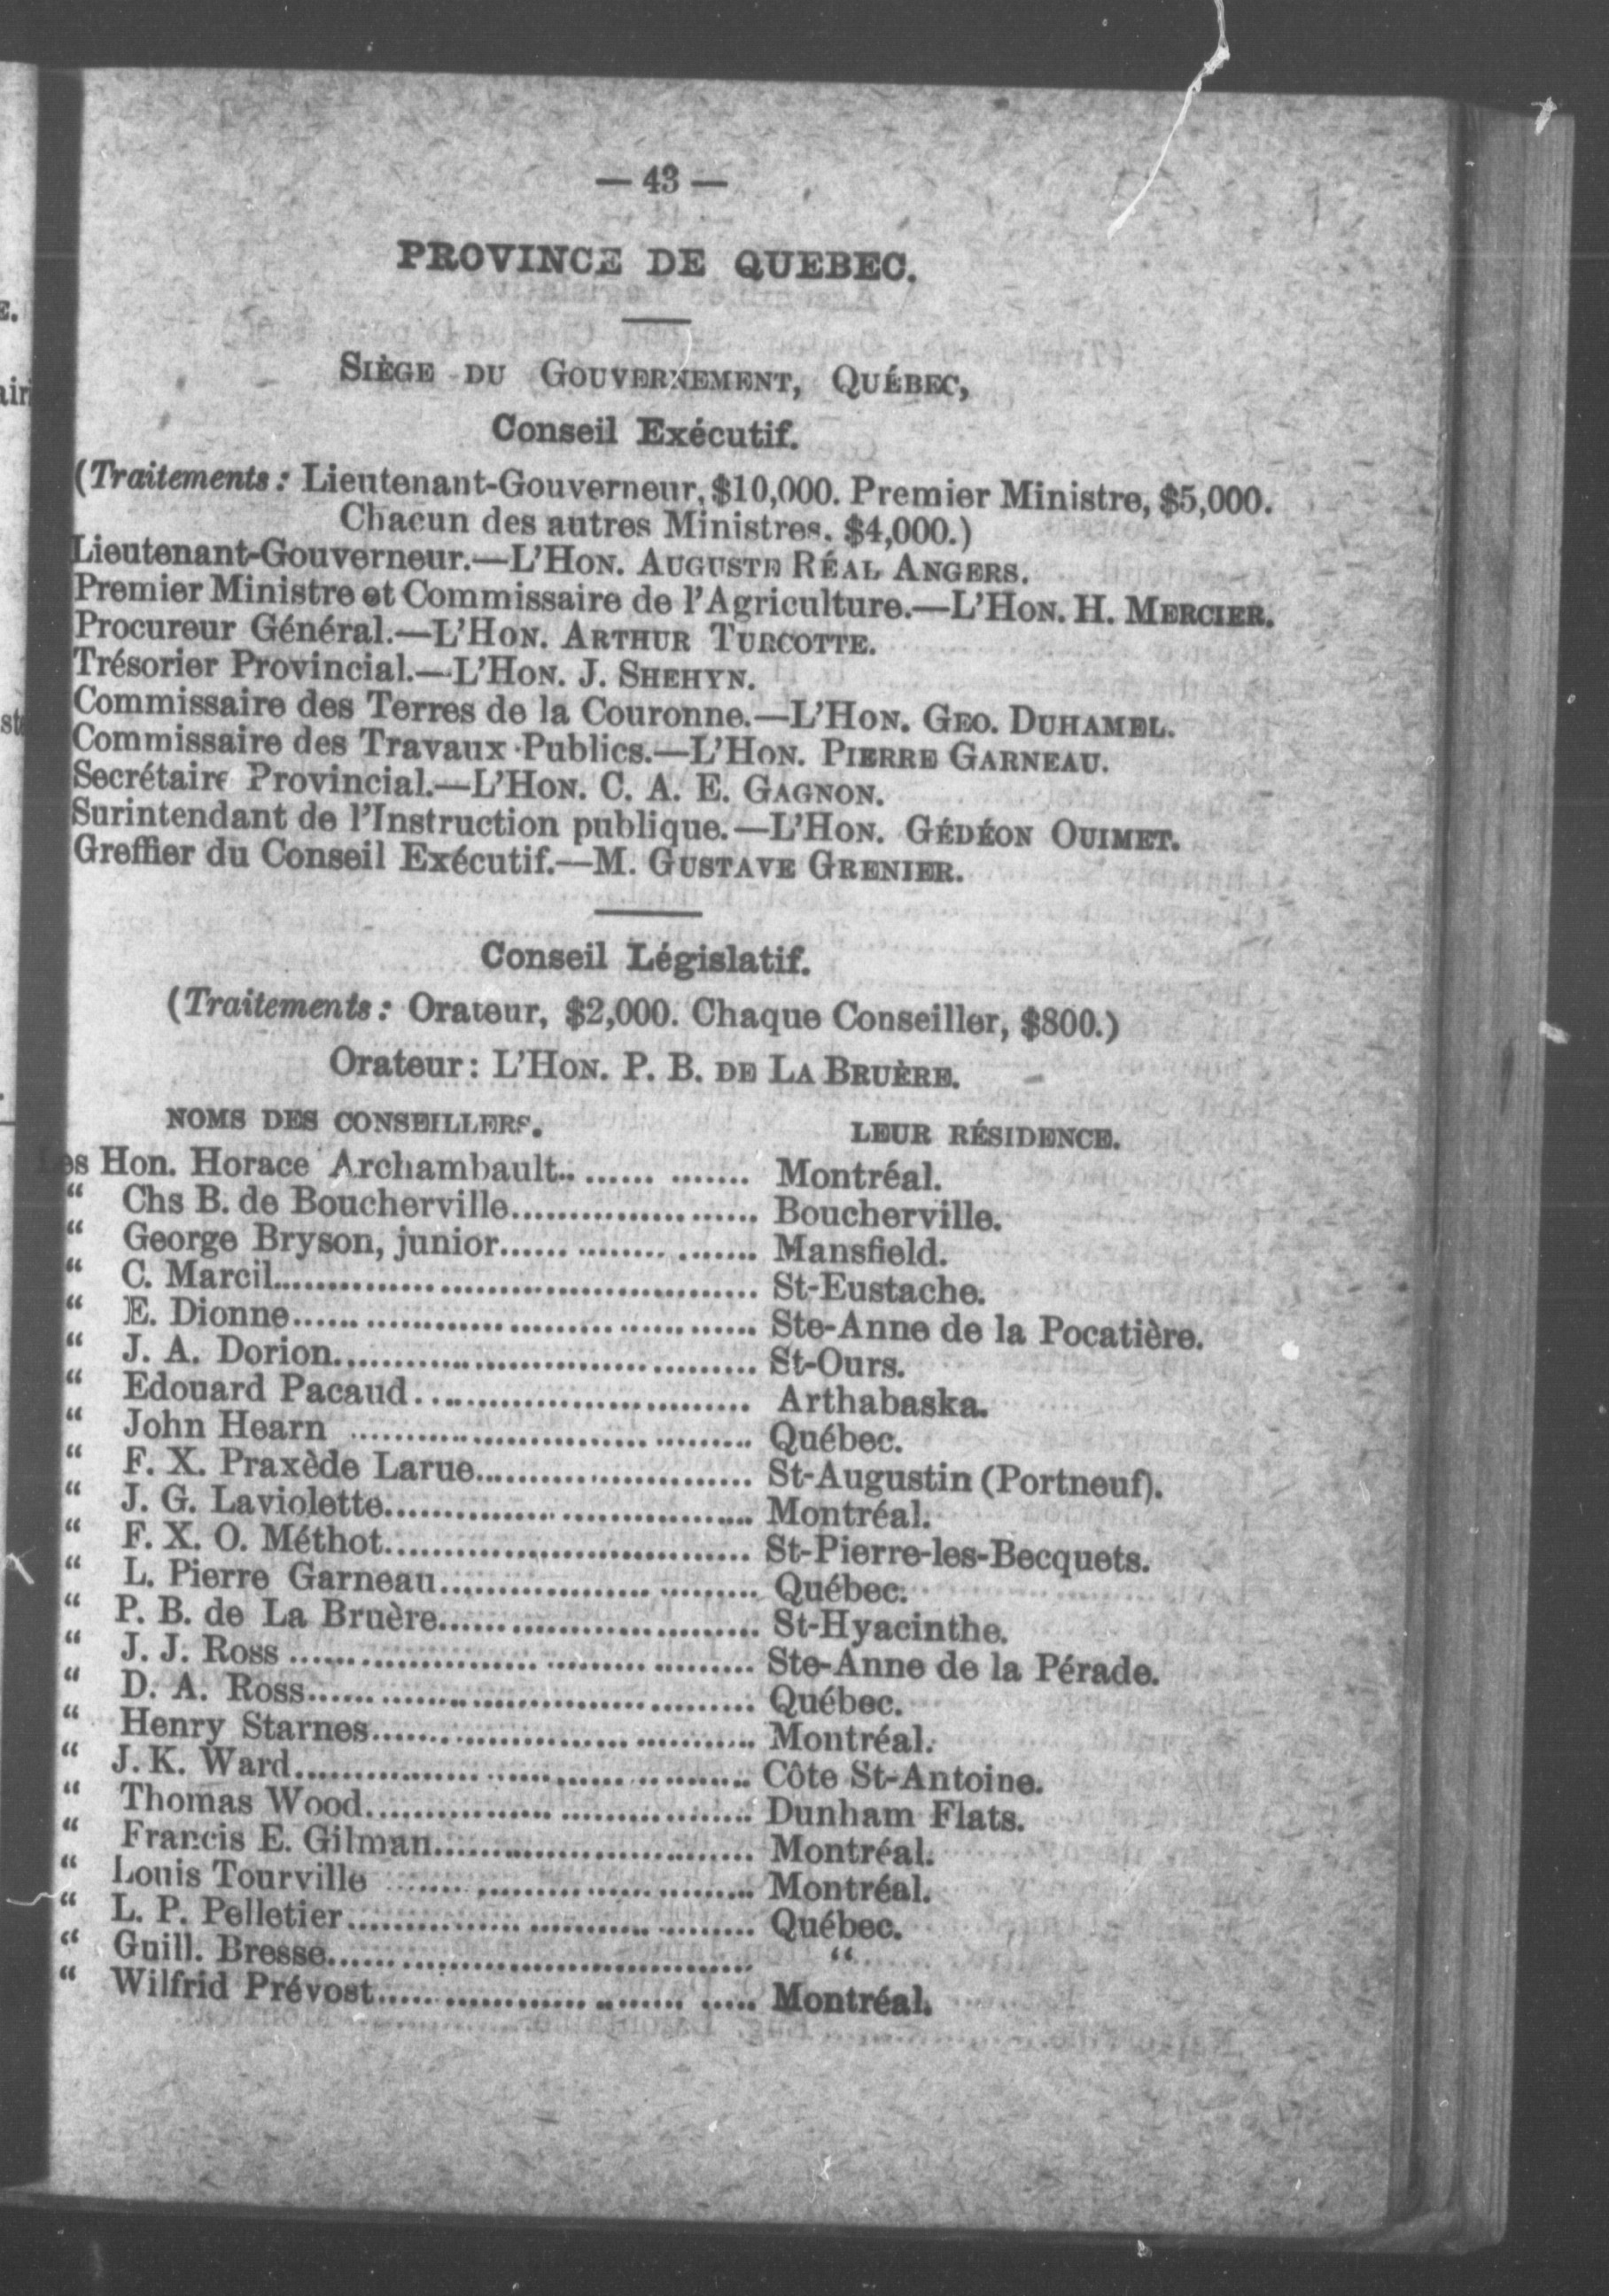 — 43 —
PROVINCE DE QUEBEC.
SIÈGE DU GOUVERNEMENT, QUÉBEC,
Conseil Exécutif.
(Traitements: Lieutenant-Gouverneur, $10,000. Premier Ministre, $5,000.
Chacun des autres Ministres, $4,000.)
Lieutenant-Gouverneur.—L'HON. AUGUSTE RÉAL ANGERS.
Premier Ministre et Commissaire de l'Agriculture.—L'HON. H. MERCIER.
Procureur Général.—L'HON. ARTHUR TURCOTTE.
Trésorier Provincial.—L'HON. J. SHEHYN.
Commissaire des Terres de la Couronne.—L'HON. GEO. DUHAMEL.
Commissaire des Travaux Publics.—L'HON. PIERRE GARNEAU.
Secrétaire Provincial.—L'HON. C. A. E. GAGNON.
Surintendant de l'Instruction publique.—L'HON. GÉDÉON OUIMET.
Greffier du Conseil Exécutif.—M. GUSTAVE GRENIER.
Conseil Législatif.
(Traitements: Orateur, $2,000. Chaque Conseiller, $800.)
Orateur: L'HON. P. B. DE LA BRUÈRE.
NOMS DES CONSEILLERS. LEUR RÉSIDENCE.
Les Hon. Horace Archambault.. ...... ....... Montréal.
" Chs B. de Boucherville...................... Boucherville.
" George Bryson, junior...... ........ ....... Mansfield.
" C. Marcil.......................................... St-Eustache.
" E. Dionne........................................ Ste-Anne de la Pocatière.
" J. A. Dorion..................................... St-Ours.
" Edouard Pacaud.............................. Arthabaska.
" John Hearn .................................... Québec.
" F. X. Praxède Larue........................ St-Augustin (Portneuf).
" J. G. Laviolette................................ Montréal.
" F. X. O. Méthot................................ St-Pierre-les-Becquets.
" L. Pierre Garneau............................ Québec.
" P. B. de La Bruère............................ St-Hyacinthe.
" J. J. Ross ........................................ Ste-Anne de la Pérade.
" D. A. Ross....................................... Québec.
" Henry Starnes.................................. Montréal.
" J. K. Ward....................................... Côte St-Antoine.
" Thomas Wood.................................. Dunham Flats.
" Francis E. Gilman............................ Montréal.
" Louis Tourville ................................ Montréal.
" L. P. Pelletier................................... Québec.
" Guill. Bresse..................................... "
" Wilfrid Prévost................................ Montréal.